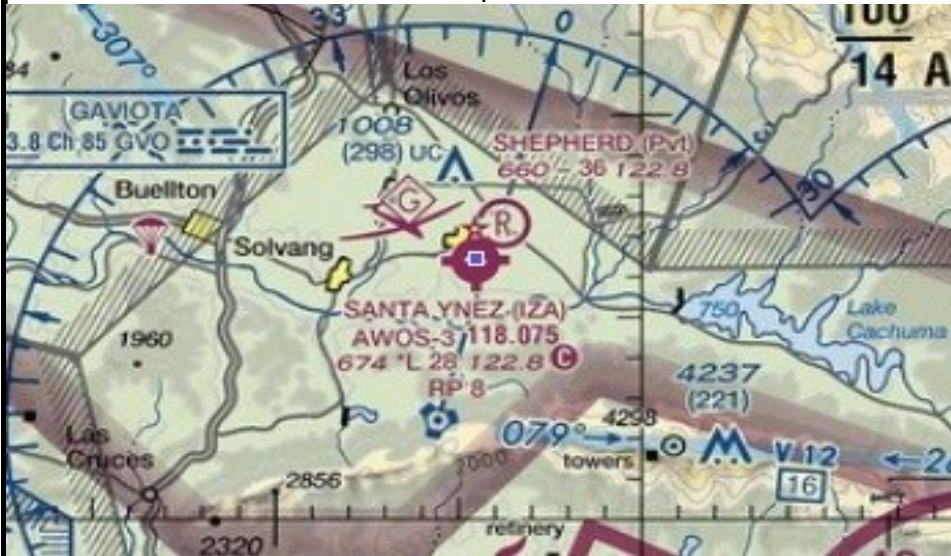 33
0
307°
Los
Olivos
14 A
GAVIOTA
3.8 Ch 85 GVO
1008
(298) UC
SHEPHERD (Pvt)
660 - 36 122.8
30
Buellton
G
R
Solvang
SANTA YNEZ (IZA)
AWOS-3 118.075
674 *L 28 122.8 C
RP 8
750
Lake
Cachuma
1960
4237
(221)
4298
079°
towers
V 12
2
16
Las
Cruces
2000
2856
2320
refinery